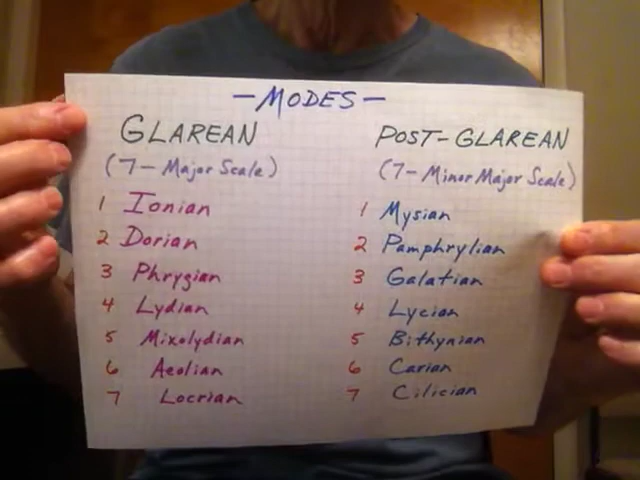 -MODES-
GLAREAN
(7-Major Scale)
1 Ionian
2 Dorian
3 Phrygian
4 Lydian
5 Mixolydian
6 Aeolian
7 Locrian
POST-GLAREAN
(7-Minor Major Scale)
1 Mysian
2 Pamphrylian
3 Galatian
4 Lycian
5 Bithynian
6 Carian
7 Cilician